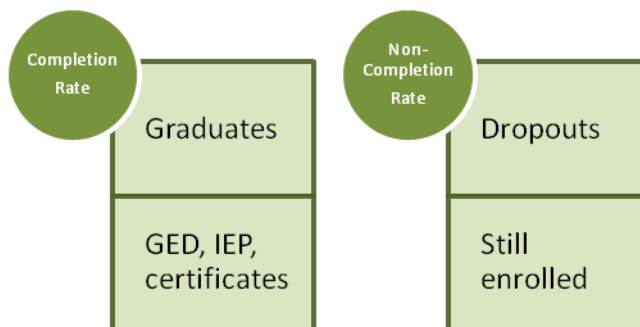 Completion
Rate
Graduates
GED, IEP,
certificates
Non-
Completion
Rate
Dropouts
Still
enrolled